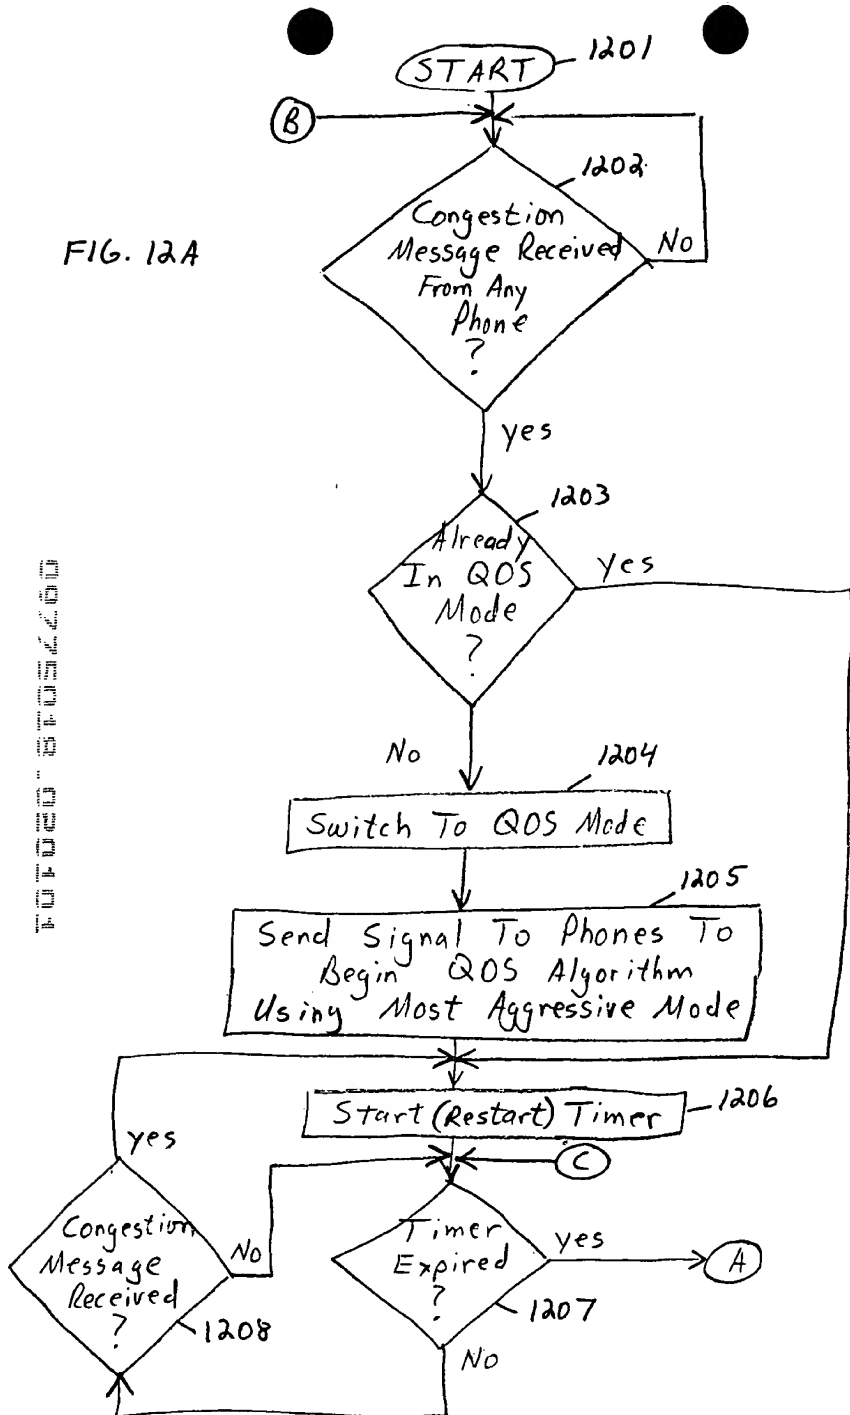 START
1201
B
1202
Congestion
Message Received
From Any
Phone
?
No
FIG. 12A
yes
1203
Already
In QOS
Mode
?
yes
No
1204
Switch To QOS Mode
1205
Send Signal To Phones To
Begin QOS Algorithm
Using Most Aggressive Mode
Start (Restart) Timer
1206
yes
C
Congestion
Message
Received
?
No
1208
Timer
Expired
?
yes
A
1207
No
09775018.020101